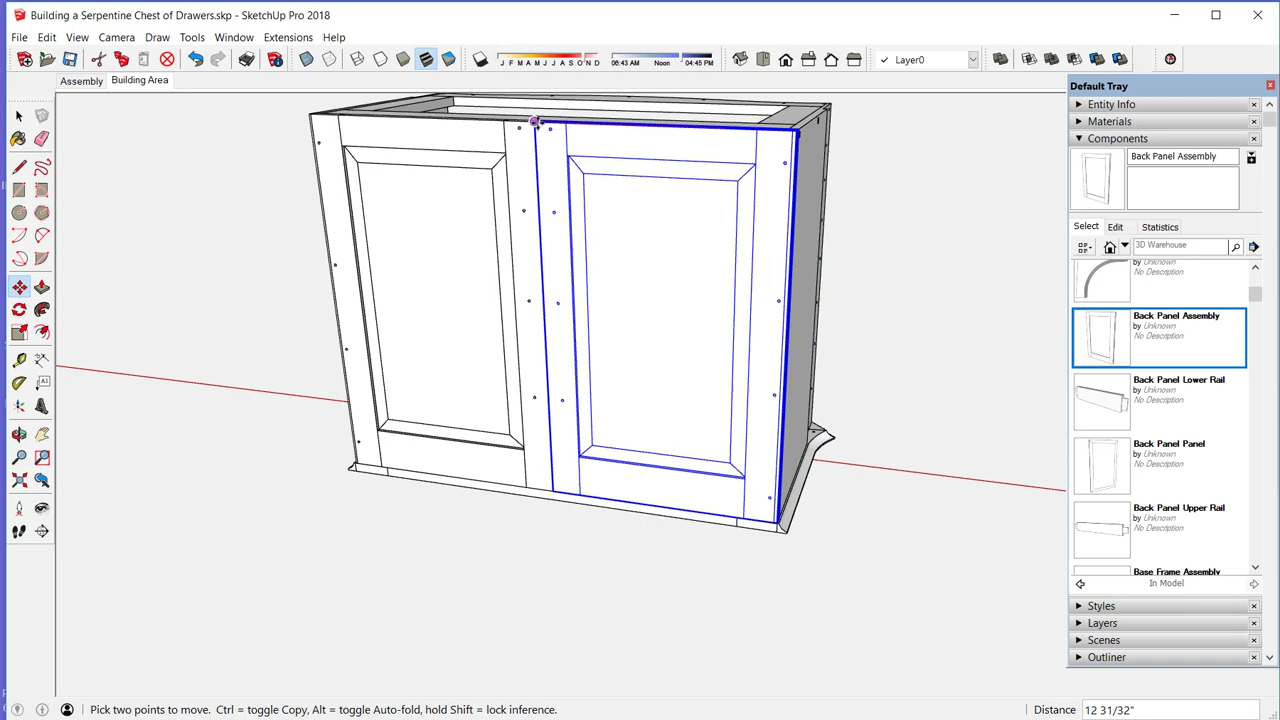 Building a Serpentine Chest of Drawers.skp - SketchUp Pro 2018
File Edit View Camera Draw Tools Window Extensions Help
J F M A M J J A S O N D 06:43 AM Noon 04:45 PM Layer0
Assembly Building Area
Default Tray
Entity Info
Materials
Components
Back Panel Assembly
Select Edit Statistics
3D Warehouse
by Unknown
No Description
Back Panel Assembly
by Unknown
No Description
Back Panel Lower Rail
by Unknown
No Description
Back Panel Panel
by Unknown
No Description
Back Panel Upper Rail
by Unknown
No Description
Base Frame Assembly
In Model
Styles
Layers
Scenes
Outliner
Pick two points to move. Ctrl = toggle Copy, Alt = toggle Auto-fold, hold Shift = lock inference. Distance 12 31/32"